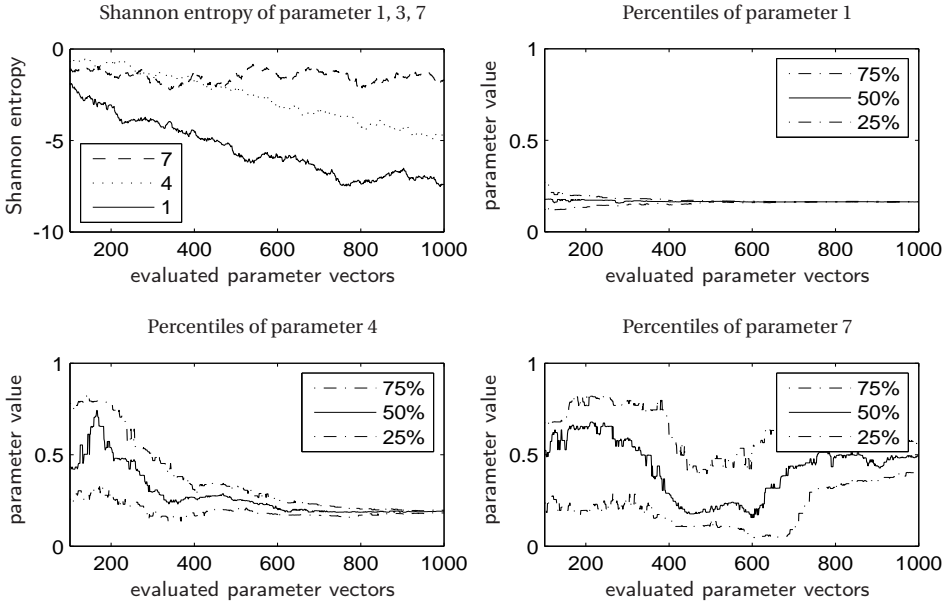 Shannon entropy of parameter 1, 3, 7
Shannon entropy
0
-5
-10
7
4
1
200 400 600 800 1000
evaluated parameter vectors
Percentiles of parameter 1
parameter value
1
0.5
0
75%
50%
25%
200 400 600 800 1000
evaluated parameter vectors
Percentiles of parameter 4
parameter value
1
0.5
0
75%
50%
25%
200 400 600 800 1000
evaluated parameter vectors
Percentiles of parameter 7
parameter value
1
0.5
0
75%
50%
25%
200 400 600 800 1000
evaluated parameter vectors